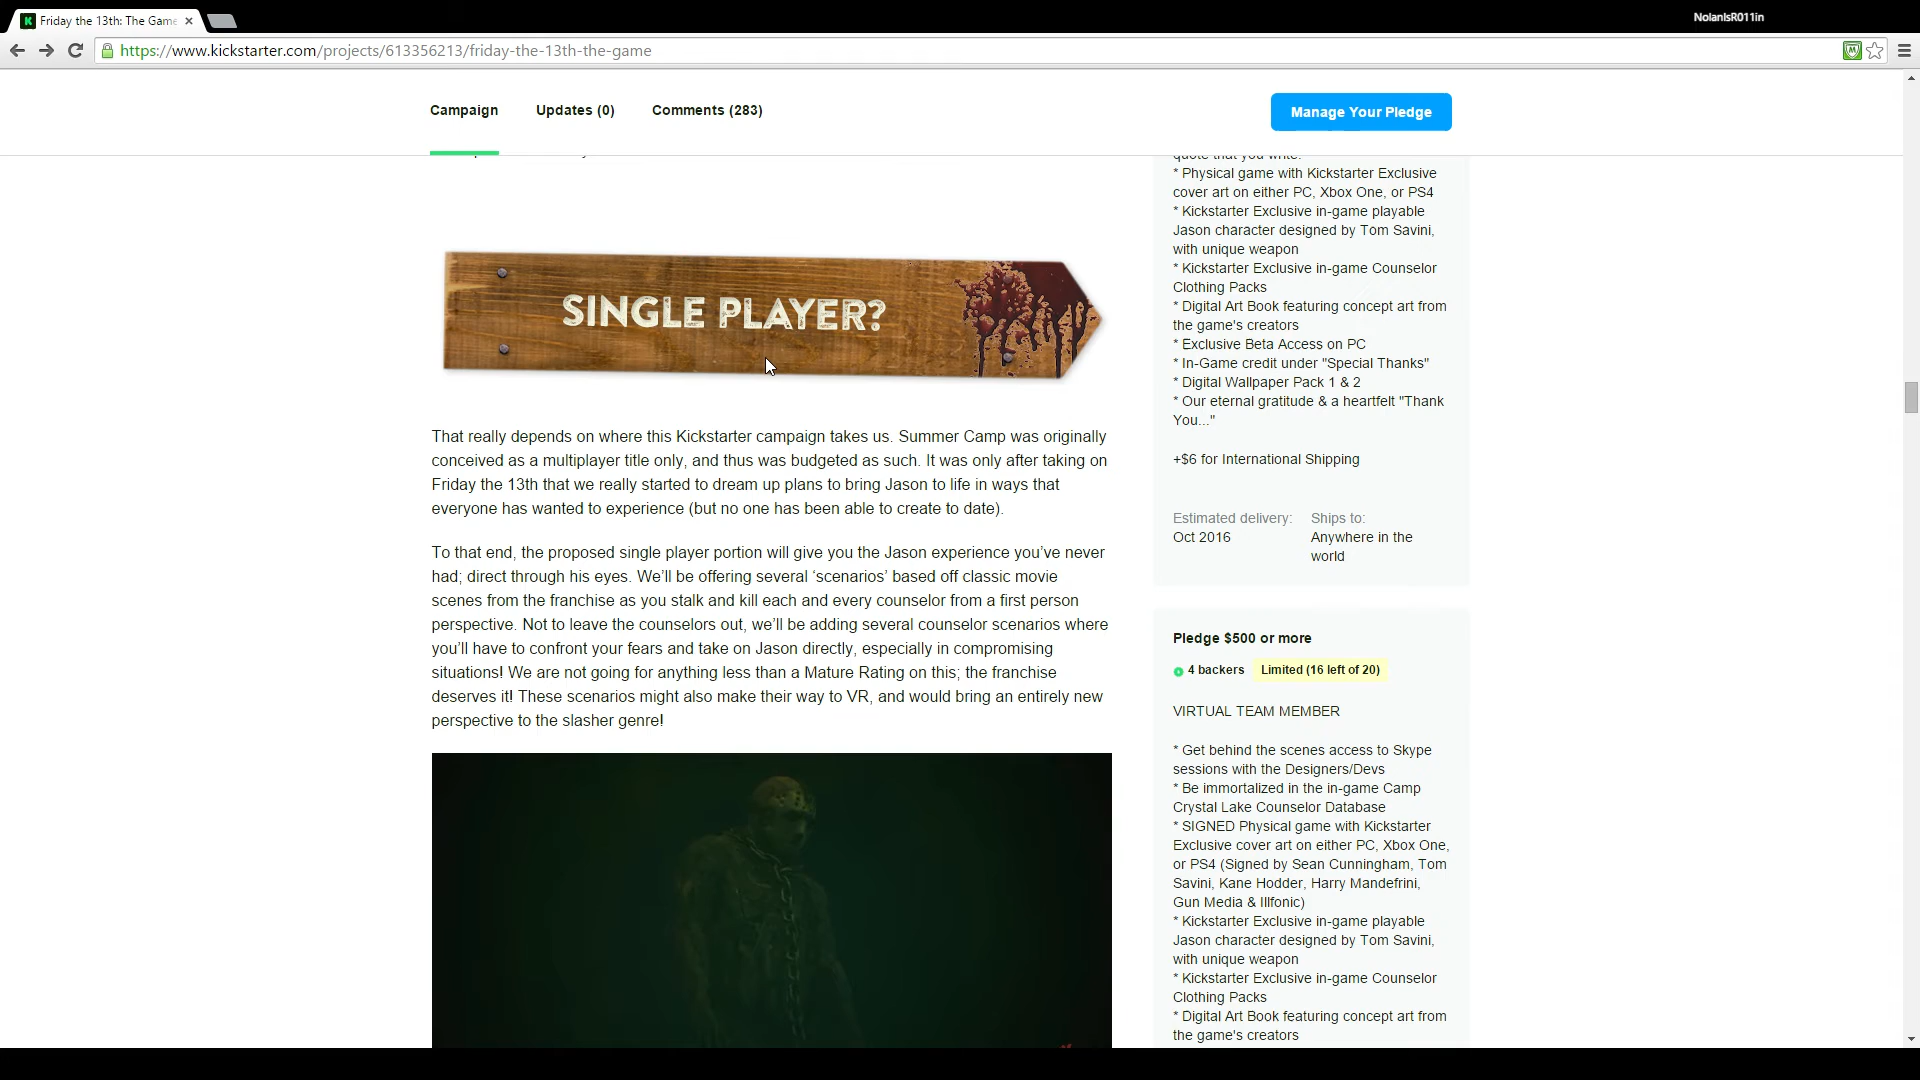 Friday the 13th: The Game
NolanIsR011in
https://www.kickstarter.com/projects/613356213/friday-the-13th-the-game
Campaign
Updates (0)
Comments (283)
Manage Your Pledge
SINGLE PLAYER?
That really depends on where this Kickstarter campaign takes us. Summer Camp was originally
conceived as a multiplayer title only, and thus was budgeted as such. It was only after taking on
Friday the 13th that we really started to dream up plans to bring Jason to life in ways that
everyone has wanted to experience (but no one has been able to create to date).
To that end, the proposed single player portion will give you the Jason experience you’ve never
had; direct through his eyes. We’ll be offering several ‘scenarios’ based off classic movie
scenes from the franchise as you stalk and kill each and every counselor from a first person
perspective. Not to leave the counselors out, we’ll be adding several counselor scenarios where
you’ll have to confront your fears and take on Jason directly, especially in compromising
situations! We are not going for anything less than a Mature Rating on this; the franchise
deserves it! These scenarios might also make their way to VR, and would bring an entirely new
perspective to the slasher genre!
quote that you write.
* Physical game with Kickstarter Exclusive
cover art on either PC, Xbox One, or PS4
* Kickstarter Exclusive in-game playable
Jason character designed by Tom Savini,
with unique weapon
* Kickstarter Exclusive in-game Counselor
Clothing Packs
* Digital Art Book featuring concept art from
the game's creators
* Exclusive Beta Access on PC
* In-Game credit under "Special Thanks"
* Digital Wallpaper Pack 1 & 2
* Our eternal gratitude & a heartfelt "Thank
You..."
+$6 for International Shipping
Estimated delivery:
Oct 2016
Ships to:
Anywhere in the
world
Pledge $500 or more
4 backers
Limited (16 left of 20)
VIRTUAL TEAM MEMBER
* Get behind the scenes access to Skype
sessions with the Designers/Devs
* Be immortalized in the in-game Camp
Crystal Lake Counselor Database
* SIGNED Physical game with Kickstarter
Exclusive cover art on either PC, Xbox One,
or PS4 (Signed by Sean Cunningham, Tom
Savini, Kane Hodder, Harry Mandefrini,
Gun Media & Illfonic)
* Kickstarter Exclusive in-game playable
Jason character designed by Tom Savini,
with unique weapon
* Kickstarter Exclusive in-game Counselor
Clothing Packs
* Digital Art Book featuring concept art from
the game's creators